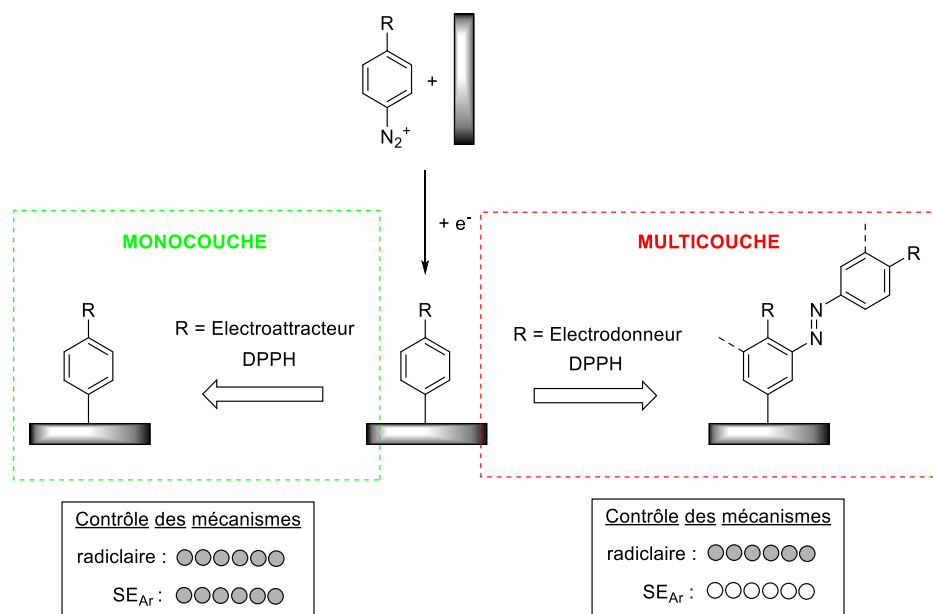 R
+
N2+
+ e-
MONOCOUCHE
MULTICOUCHE
R
R = Electroattracteur
DPPH
R
R = Electrodonneur
DPPH
R
N
N
R
Contrôle des mécanismes
radiclaire :
SEAr :
Contrôle des mécanismes
radiclaire :
SEAr :